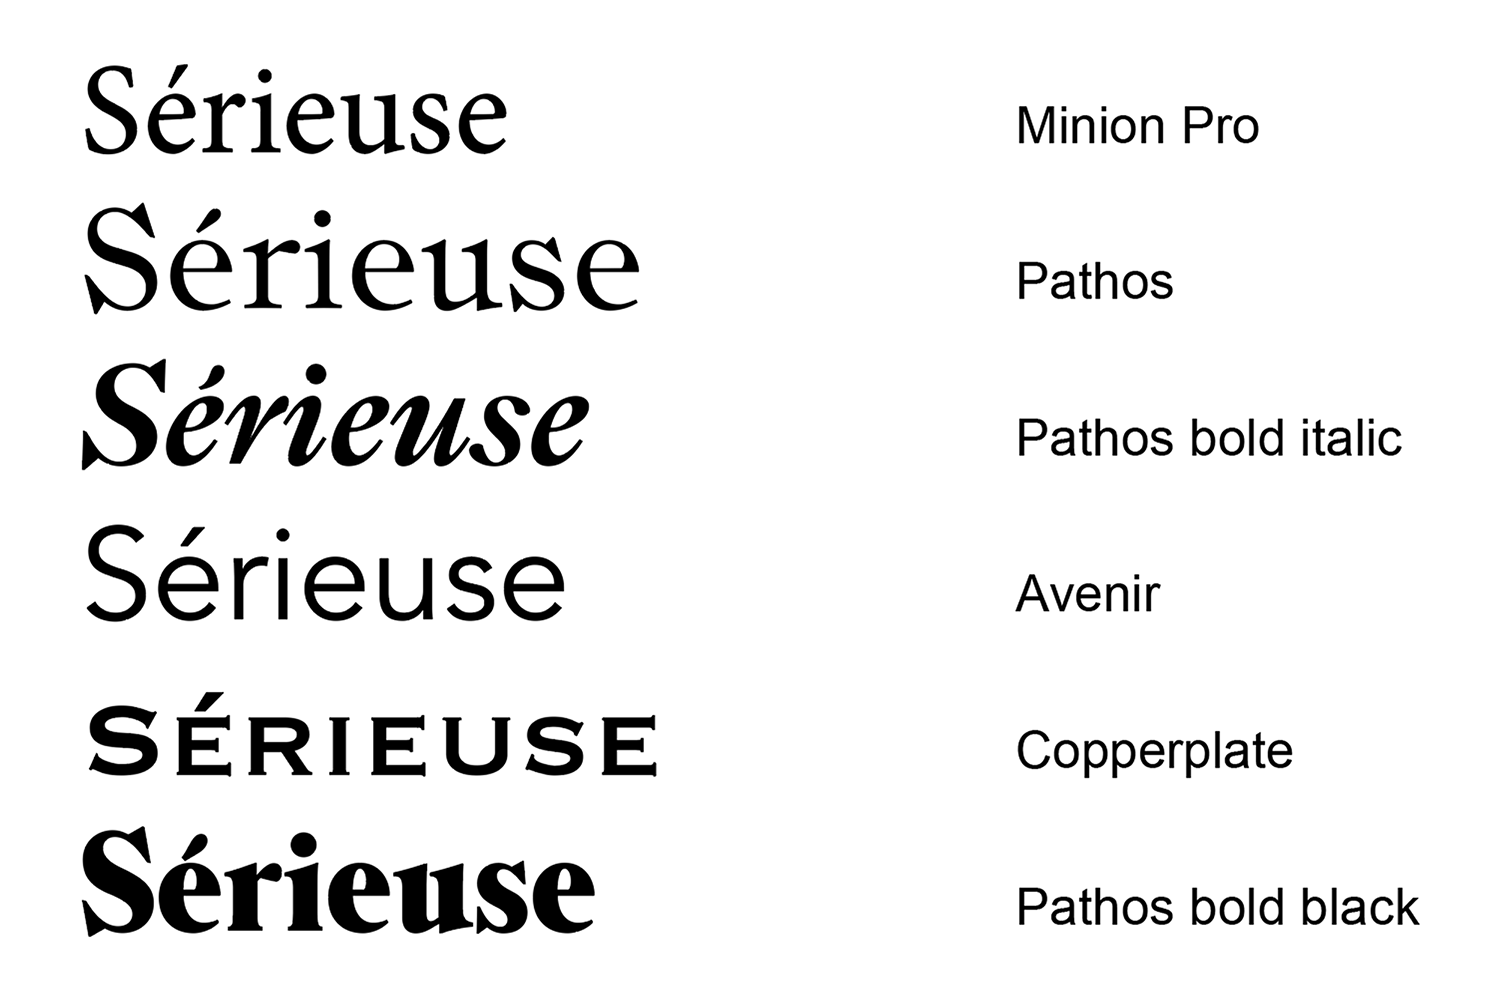 Sérieuse Minion Pro
Sérieuse Pathos
Sérieuse Pathos bold italic
Sérieuse Avenir
SÉRIEUSE Copperplate
Sérieuse Pathos bold black